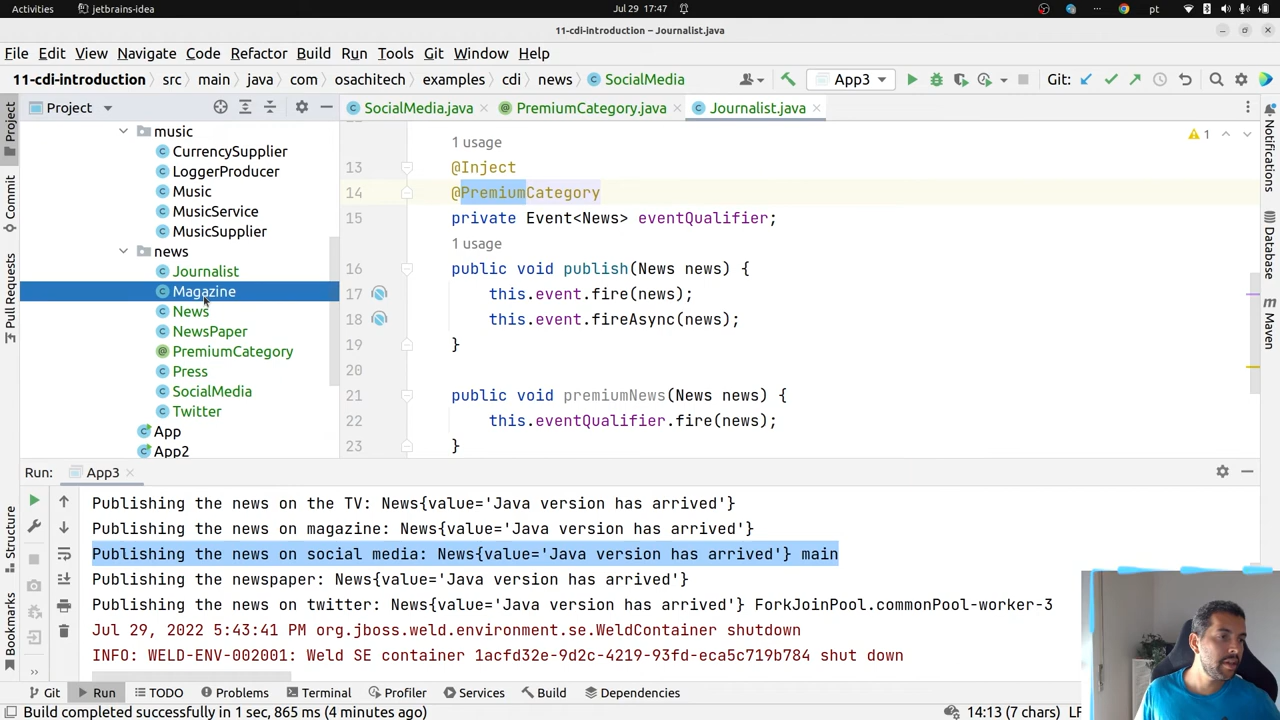 Activities jetbrains-idea Jul 29 17:47 pt
11-cdi-introduction – Journalist.java
File Edit View Navigate Code Refactor Build Run Tools Git Window Help
11-cdi-introduction src main java com osachitech examples cdi news SocialMedia App3 Git:
Project SocialMedia.java PremiumCategory.java Journalist.java
music
CurrencySupplier
LoggerProducer
Music
MusicService
MusicSupplier
news
Journalist
Magazine
News
NewsPaper
PremiumCategory
Press
SocialMedia
Twitter
App
App2
1 usage
13 @Inject
14 @PremiumCategory
15 private Event<News> eventQualifier;
1 usage
16 public void publish(News news) {
17 this.event.fire(news);
18 this.event.fireAsync(news);
19 }
20
21 public void premiumNews(News news) {
22 this.eventQualifier.fire(news);
23 }
1
Project
Commit
Pull Requests
Structure
Bookmarks
Notifications
Database
Maven
Run: App3
Publishing the news on the TV: News{value='Java version has arrived'}
Publishing the news on magazine: News{value='Java version has arrived'}
Publishing the news on social media: News{value='Java version has arrived'} main
Publishing the newspaper: News{value='Java version has arrived'}
Publishing the news on twitter: News{value='Java version has arrived'} ForkJoinPool.commonPool-worker-3
Jul 29, 2022 5:43:41 PM org.jboss.weld.environment.se.WeldContainer shutdown
INFO: WELD-ENV-002001: Weld SE container 1acfd32e-9d2c-4219-93fd-eca5c719b784 shut down
Git Run TODO Problems Terminal Profiler Services Build Dependencies
Build completed successfully in 1 sec, 865 ms (4 minutes ago) 14:13 (7 chars) LF